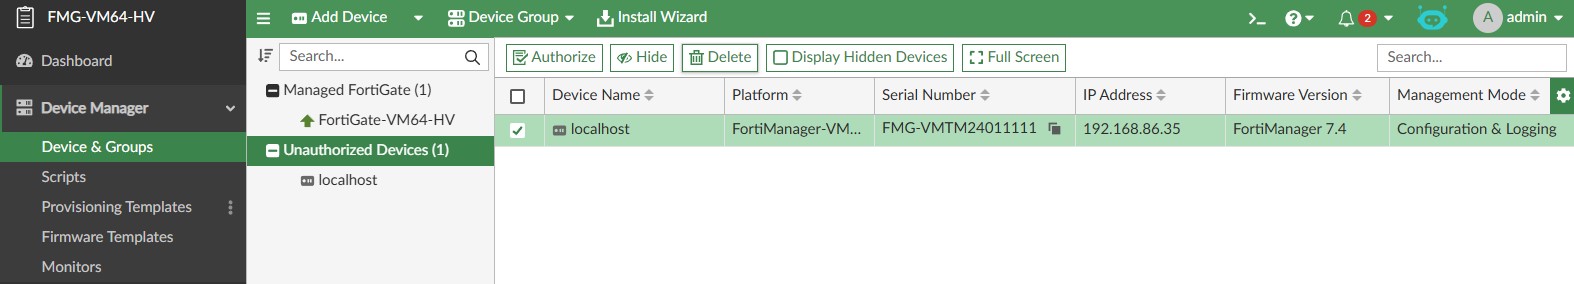 FMG-VM64-HV
Add Device
Device Group
Install Wizard
2
A
admin
Dashboard
Device Manager
Device & Groups
Scripts
Provisioning Templates
Firmware Templates
Monitors
Search...
Managed FortiGate (1)
FortiGate-VM64-HV
Unauthorized Devices (1)
localhost
Authorize
Hide
Delete
Display Hidden Devices
Full Screen
Search...
Device Name
Platform
Serial Number
IP Address
Firmware Version
Management Mode
localhost
FortiManager-VM...
FMG-VMTM24011111
192.168.86.35
FortiManager 7.4
Configuration & Logging